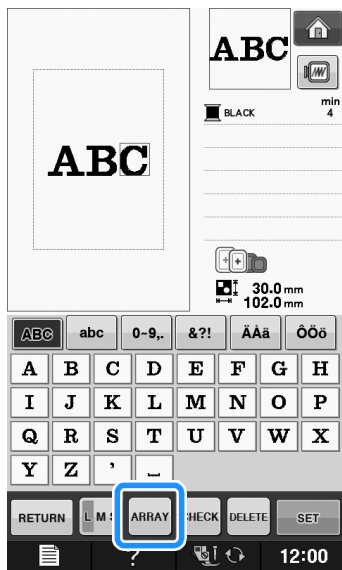 ABC
ABC
BLACK
min
4
30.0 mm
102.0 mm
ABC abc 0~9,. &?! ÄÅä ôÖö
A B C D E F G H
I J K L M N O P
Q R S T U V W X
Y Z ' ⎵
RETURN L M S ARRAY CHECK DELETE SET
? 12:00